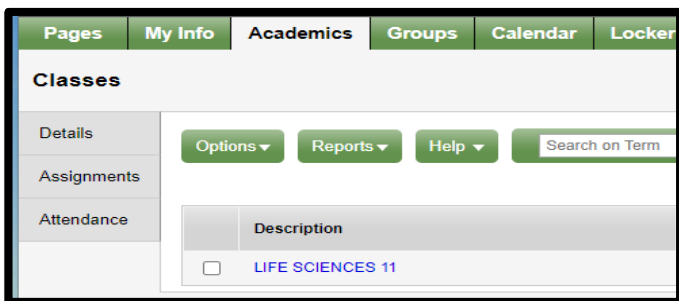 Pages My Info Academics Groups Calendar Locker
Classes
Details
Assignments
Attendance
Options Reports Help Search on Term
Description
LIFE SCIENCES 11